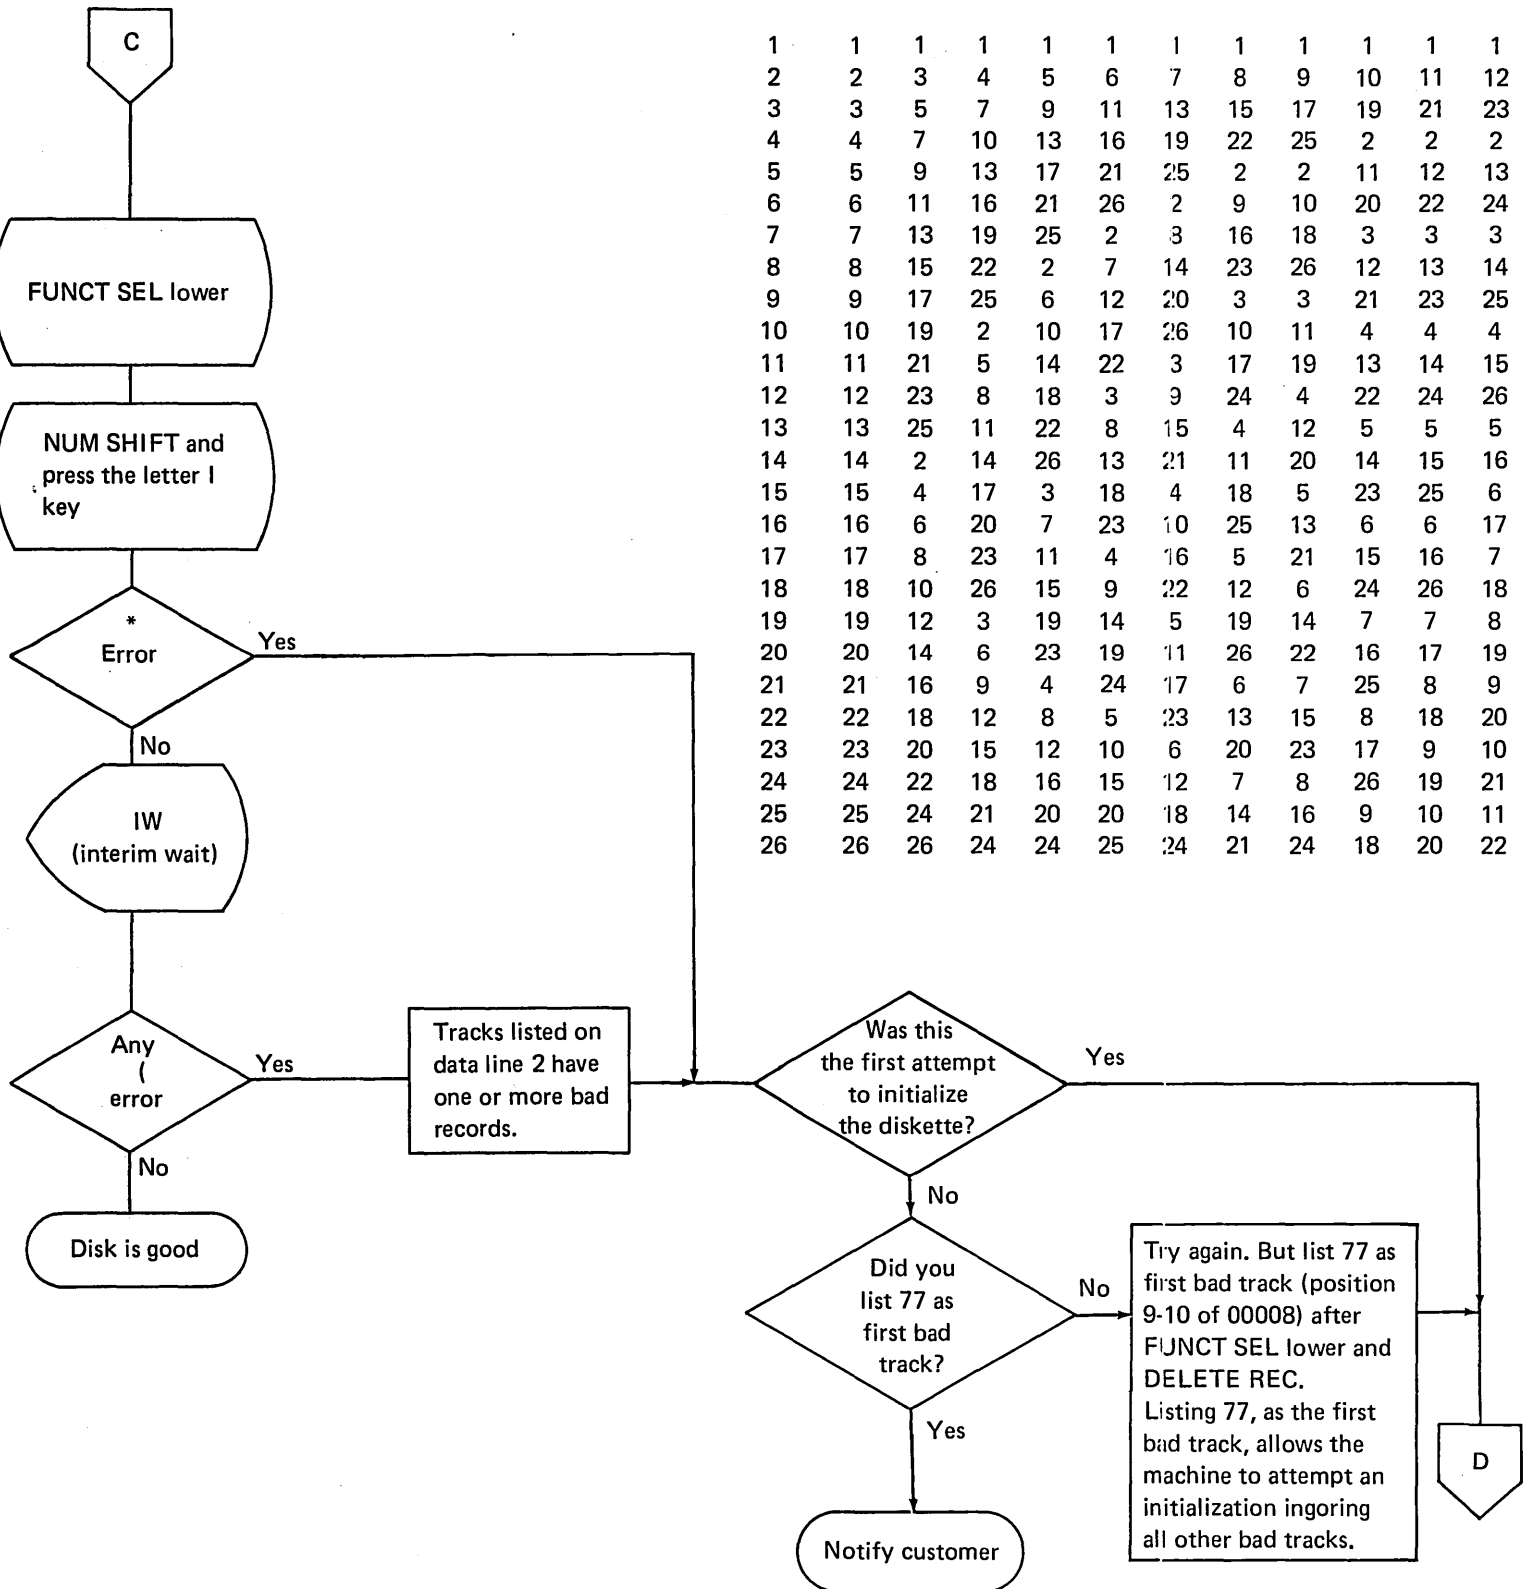 C
FUNCT SEL lower
NUM SHIFT and
press the letter I
key
*
Error
Yes
No
IW
(interim wait)
Any
(
error
Yes
No
Disk is good
Tracks listed on
data line 2 have
one or more bad
records.
1 1 1 1 1 1 1 1 1 1 1 1
2 2 3 4 5 6 7 8 9 10 11 12
3 3 5 7 9 11 13 15 17 19 21 23
4 4 7 10 13 16 19 22 25 2 2 2
5 5 9 13 17 21 25 2 2 11 12 13
6 6 11 16 21 26 2 9 10 20 22 24
7 7 13 19 25 2 8 16 18 3 3 3
8 8 15 22 2 7 14 23 26 12 13 14
9 9 17 25 6 12 20 3 3 21 23 25
10 10 19 2 10 17 26 10 11 4 4 4
11 11 21 5 14 22 3 17 19 13 14 15
12 12 23 8 18 3 9 24 4 22 24 26
13 13 25 11 22 8 15 4 12 5 5 5
14 14 2 14 26 13 21 11 20 14 15 16
15 15 4 17 3 18 4 18 5 23 25 6
16 16 6 20 7 23 10 25 13 6 6 17
17 17 8 23 11 4 16 5 21 15 16 7
18 18 10 26 15 9 22 12 6 24 26 18
19 19 12 3 19 14 5 19 14 7 7 8
20 20 14 6 23 19 11 26 22 16 17 19
21 21 16 9 4 24 17 6 7 25 8 9
22 22 18 12 8 5 23 13 15 8 18 20
23 23 20 15 12 10 6 20 23 17 9 10
24 24 22 18 16 15 12 7 8 26 19 21
25 25 24 21 20 20 18 14 16 9 10 11
26 26 26 24 24 25 24 21 24 18 20 22
Was this
the first attempt
to initialize
the diskette?
Yes
No
Did you
list 77 as
first bad
track?
No
Yes
Notify customer
Try again. But list 77 as
first bad track (position
9-10 of 00008) after
FUNCT SEL lower and
DELETE REC.
Listing 77, as the first
bad track, allows the
machine to attempt an
initialization ingoring
all other bad tracks.
D